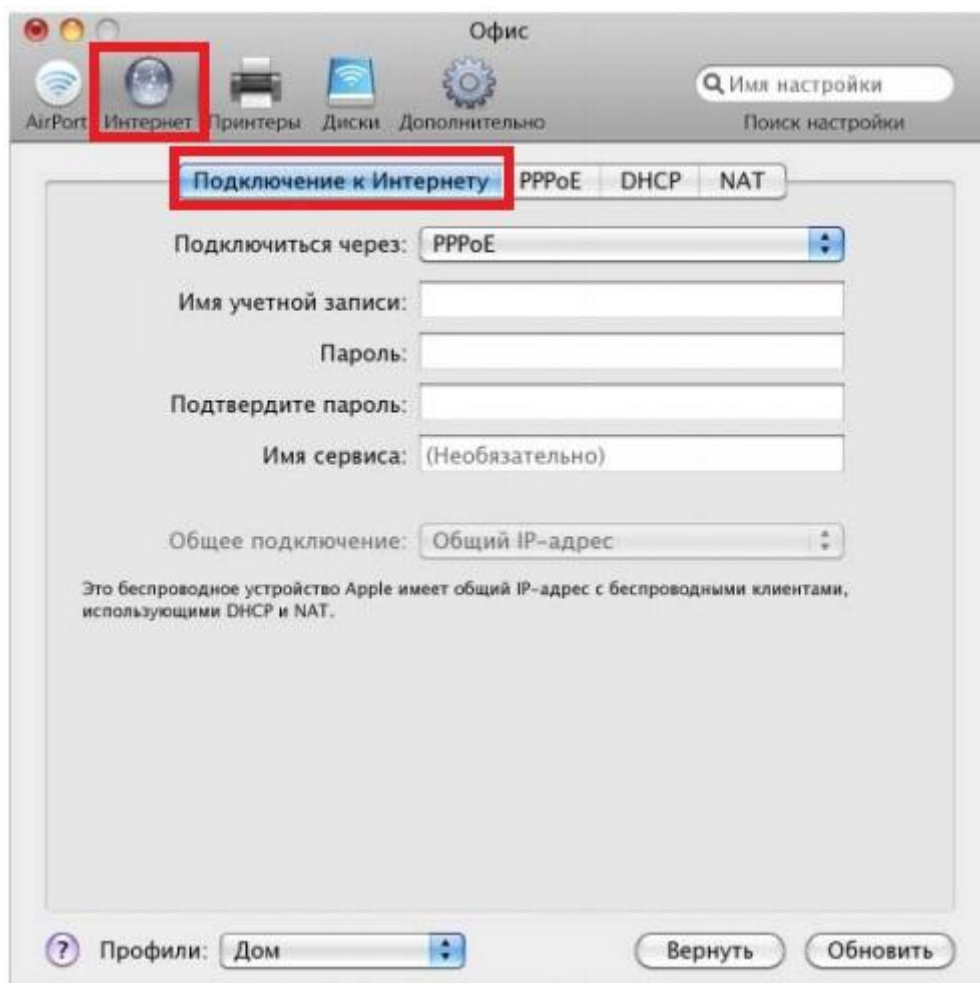 Офис
Имя настройки
AirPort Интернет Принтеры Диски Дополнительно Поиск настройки
Подключение к Интернету PPPoE DHCP NAT
Подключиться через: PPPoE
Имя учетной записи:
Пароль:
Подтвердите пароль:
Имя сервиса: (Необязательно)
Общее подключение: Общий IP-адрес
Это беспроводное устройство Apple имеет общий IP-адрес с беспроводными клиентами,
использующими DHCP и NAT.
? Профили: Дом Вернуть Обновить